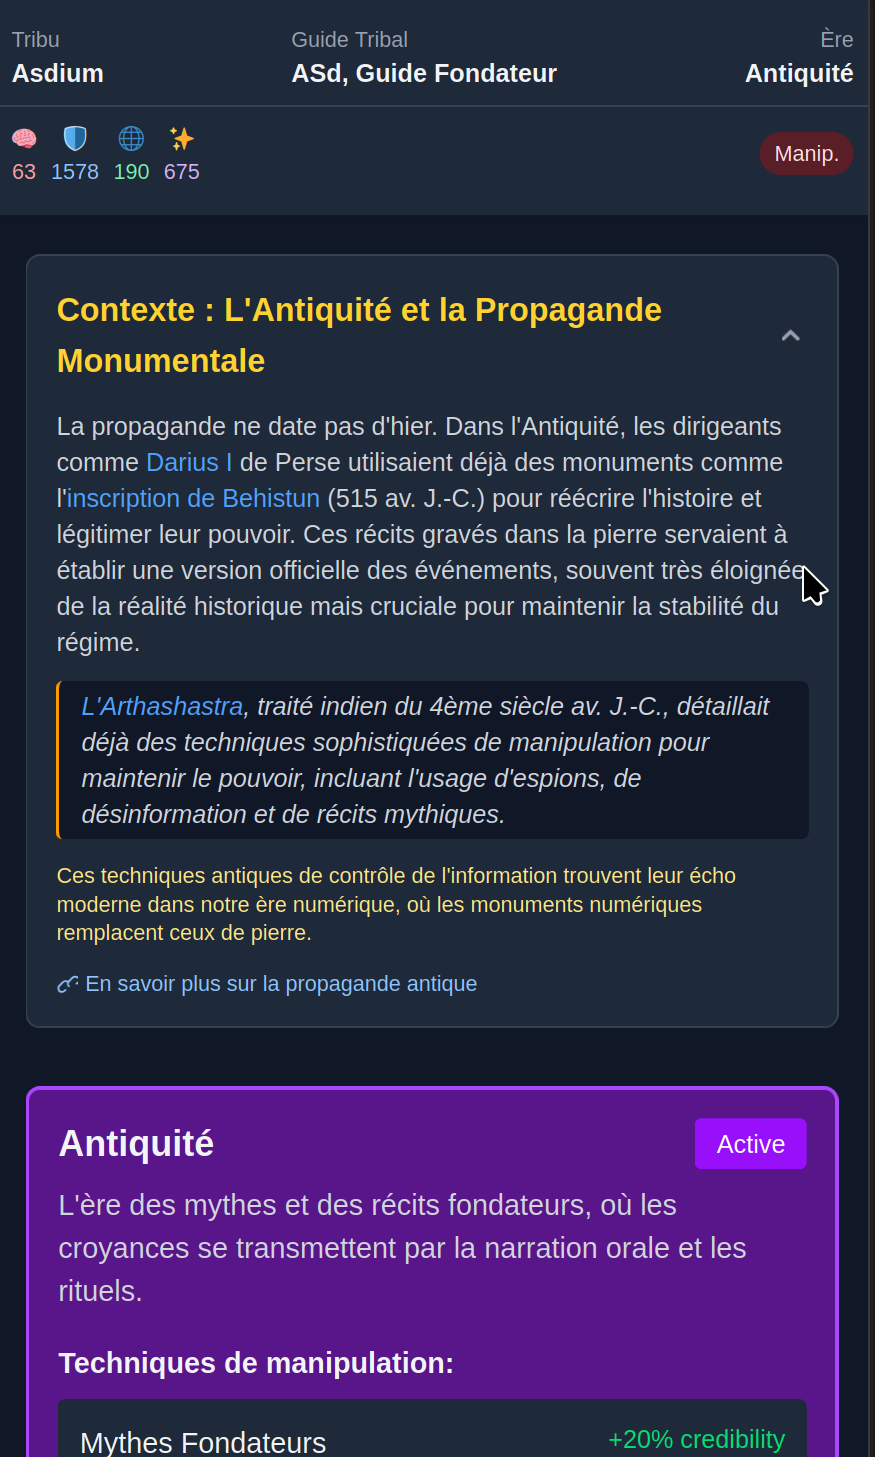 Tribu
Guide Tribal
Ère
Asdium
ASd, Guide Fondateur
Antiquité
63
1578
190
675
Manip.
Contexte : L'Antiquité et la Propagande
Monumentale
La propagande ne date pas d'hier. Dans l'Antiquité, les dirigeants
comme Darius I de Perse utilisaient déjà des monuments comme
l'inscription de Behistun (515 av. J.-C.) pour réécrire l'histoire et
légitimer leur pouvoir. Ces récits gravés dans la pierre servaient à
établir une version officielle des événements, souvent très éloignée
de la réalité historique mais cruciale pour maintenir la stabilité du
régime.
L'Arthashastra, traité indien du 4ème siècle av. J.-C., détaillait
déjà des techniques sophistiquées de manipulation pour
maintenir le pouvoir, incluant l'usage d'espions, de
désinformation et de récits mythiques.
Ces techniques antiques de contrôle de l'information trouvent leur écho
moderne dans notre ère numérique, où les monuments numériques
remplacent ceux de pierre.
En savoir plus sur la propagande antique
Antiquité
Active
L'ère des mythes et des récits fondateurs, où les
croyances se transmettent par la narration orale et les
rituels.
Techniques de manipulation:
Mythes Fondateurs
+20% credibility